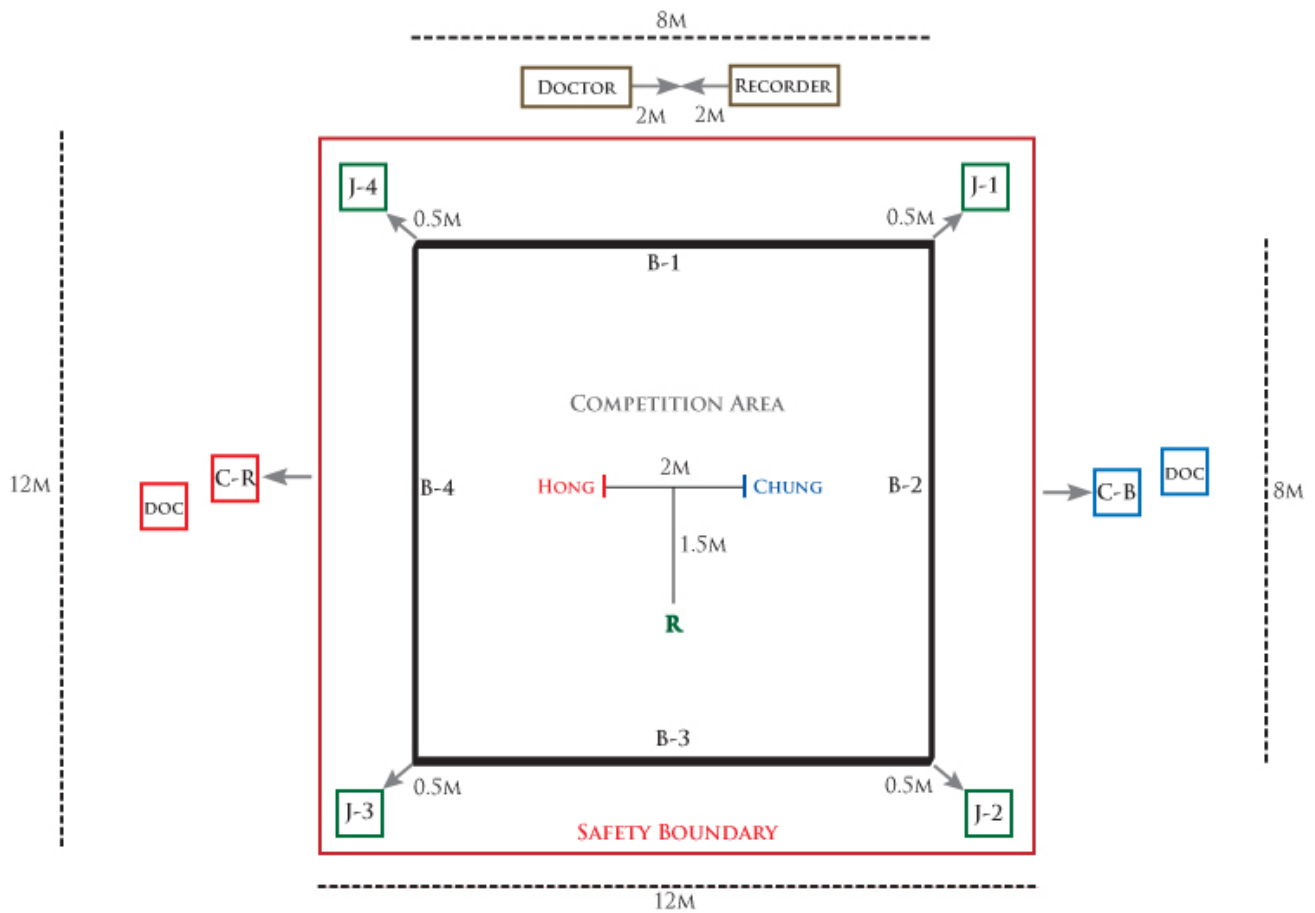 8M
DOCTOR
RECORDER
2M
2M
J-4
J-1
0.5M
0.5M
B-1
COMPETITION AREA
12M
DOC
C-R
B-4
HONG
2M
CHUNG
B-2
C-B
DOC
8M
1.5M
R
B-3
0.5M
0.5M
J-3
J-2
SAFETY BOUNDARY
12M